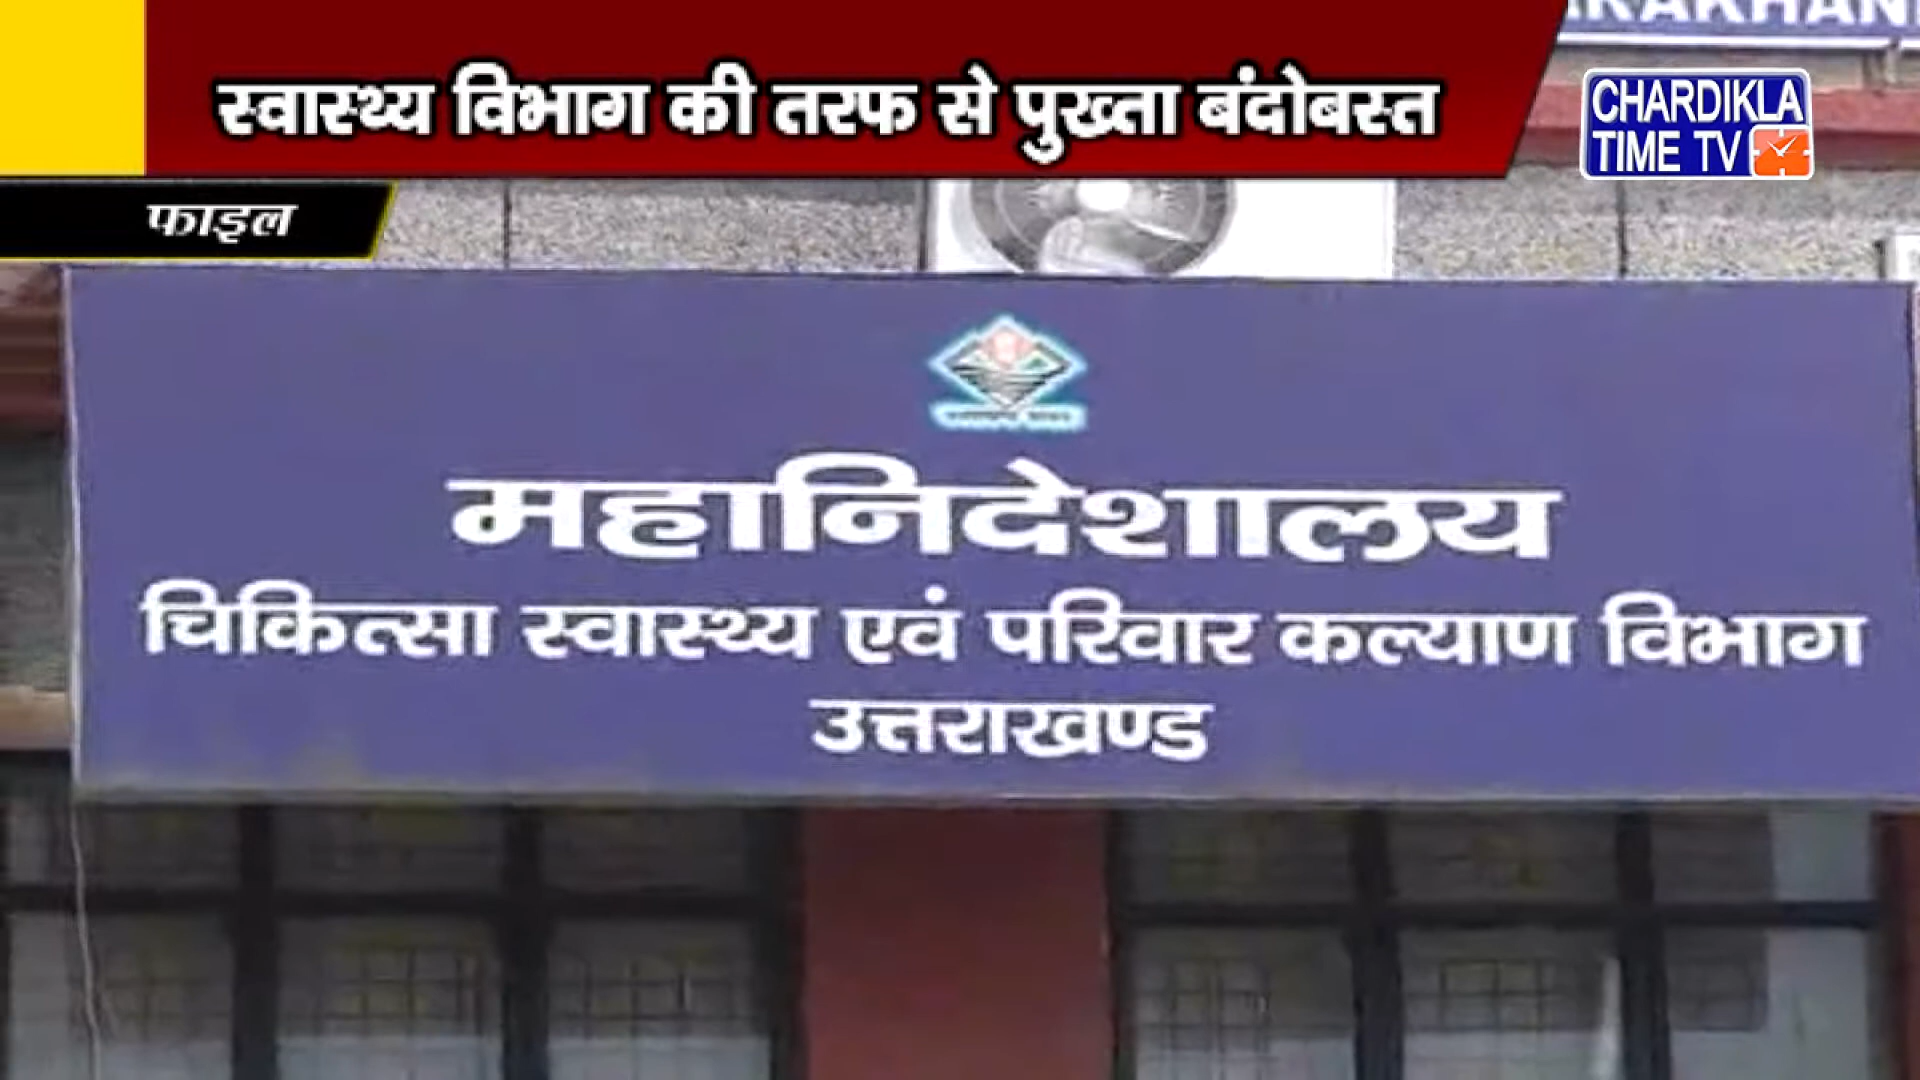 स्वास्थ्य विभाग की तरफ से पुख्ता बंदोबस्त
CHARDIKLA
TIME TV
फाइल
महानिदेशालय
चिकित्सा स्वास्थ्य एवं परिवार कल्याण विभाग
उत्तराखण्ड